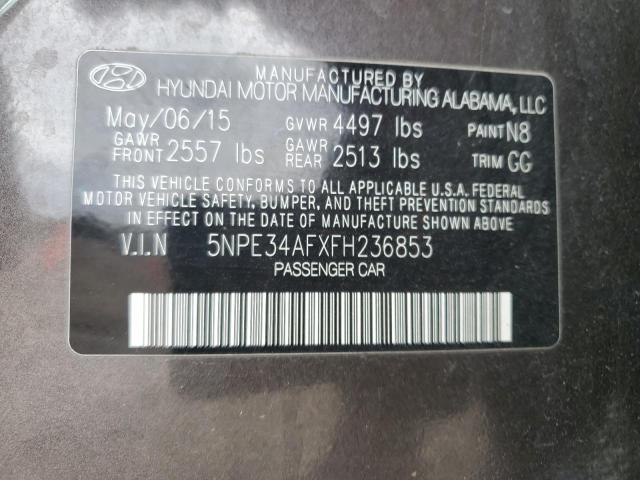 MANUFACTURED BY
HYUNDAI MOTOR MANUFACTURING ALABAMA, LLC
May/06/15 GVWR 4497 lbs PAINT N8
GAWR FRONT 2557 lbs GAWR REAR 2513 lbs TRIM GG
THIS VEHICLE CONFORMS TO ALL APPLICABLE U.S.A. FEDERAL
MOTOR VEHICLE SAFETY, BUMPER, AND THEFT PREVENTION STANDARDS
IN EFFECT ON THE DATE OF MANUFACTURE SHOWN ABOVE.
V.I.N 5NPE34AFXFH236853
PASSENGER CAR